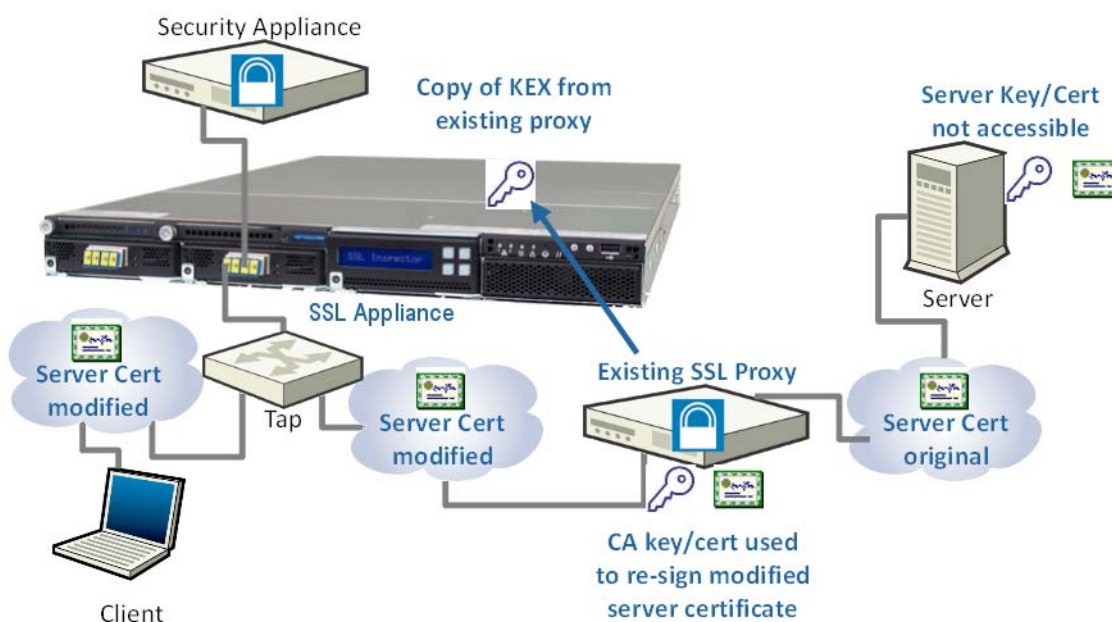 Security Appliance
Copy of KEX from
existing proxy
Server Key/Cert
not accessible
SSL Inspector
SSL Appliance
Server
Server Cert
modified
Tap
Existing SSL Proxy
Server Cert
modified
Server Cert
original
CA key/cert used
to re-sign modified
server certificate
Client